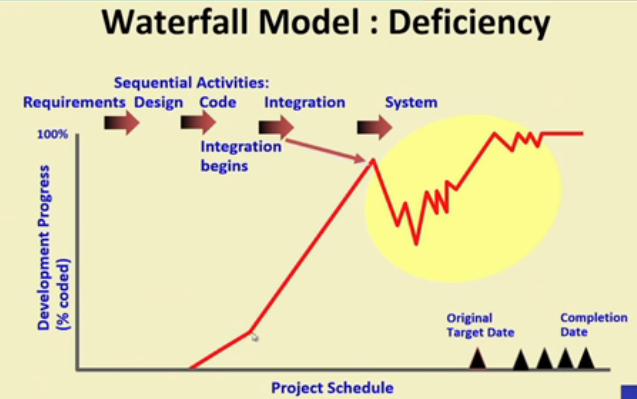 Waterfall Model : Deficiency
Sequential Activities:
Requirements Design Code Integration System
100%
Integration
begins
Development Progress
(% coded)
Original
Target Date
Completion
Date
Project Schedule